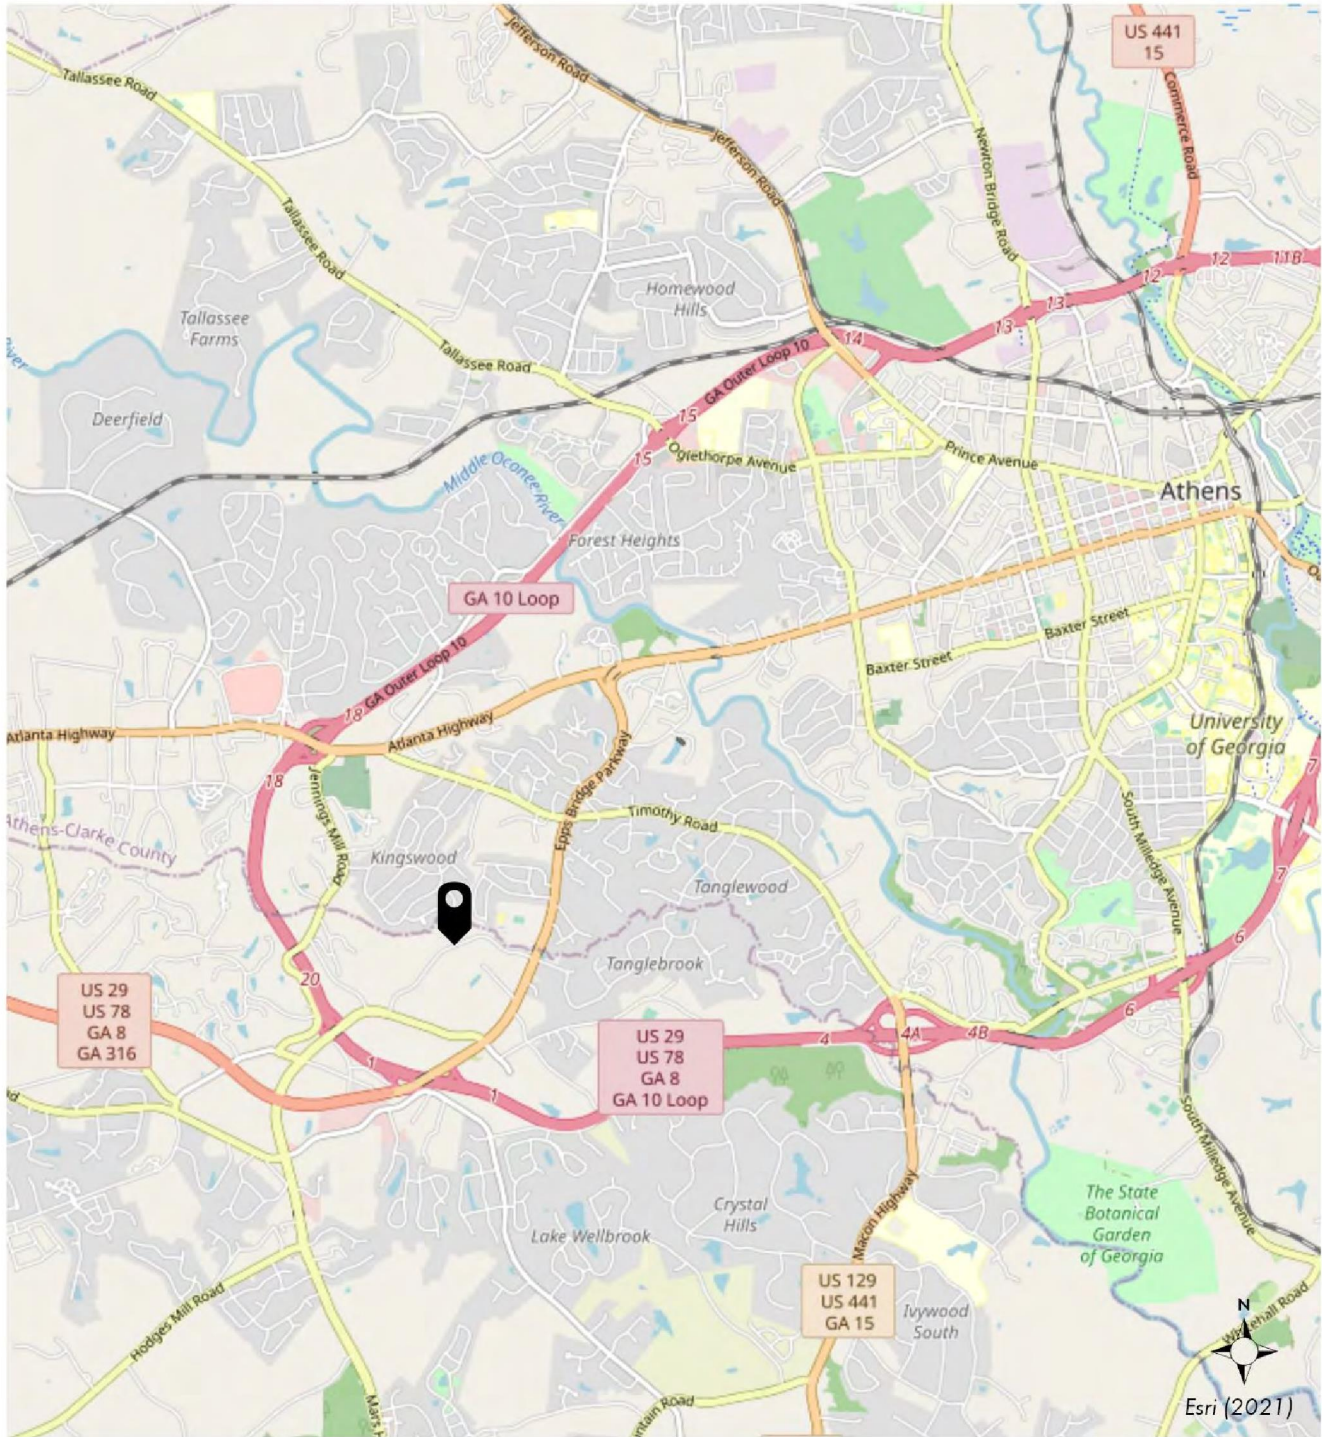 US 441
15
Jefferson Road
Tallassee Road
Commerce Road
Jefferson Road
Newton Bridge Road
Tallassee Road
12
12
11B
Homewood
Hills
13
13
Tallassee
Farms
14
River
Tallassee Road
GA Outer Loop 10
15
Deerfield
15
Oglethorpe Avenue
Prince Avenue
Middle Oconee River
Athens
Forest Heights
GA 10 Loop
Baxter Street
Baxter Street
GA Outer Loop 10
18
Atlanta Highway
Atlanta Highway
University
of Georgia
18
Jennings Mill Road
Epps Bridge Parkway
7
Timothy Road
South Milledge Avenue
Athens-Clarke County
Kingswood
Tanglewood
7
6
Tanglebrook
20
US 29
US 78
GA 8
GA 316
6
US 29
US 78
GA 8
GA 10 Loop
4
4A
4B
1
1
South Milledge Avenue
Macon Highway
The State
Botanical
Garden
of Georgia
Crystal
Hills
Lake Wellbrook
US 129
US 441
GA 15
Ivywood
South
Hodges Mill Road
Whitehall Road
N
Mars H
ntain Road
Esri (2021)